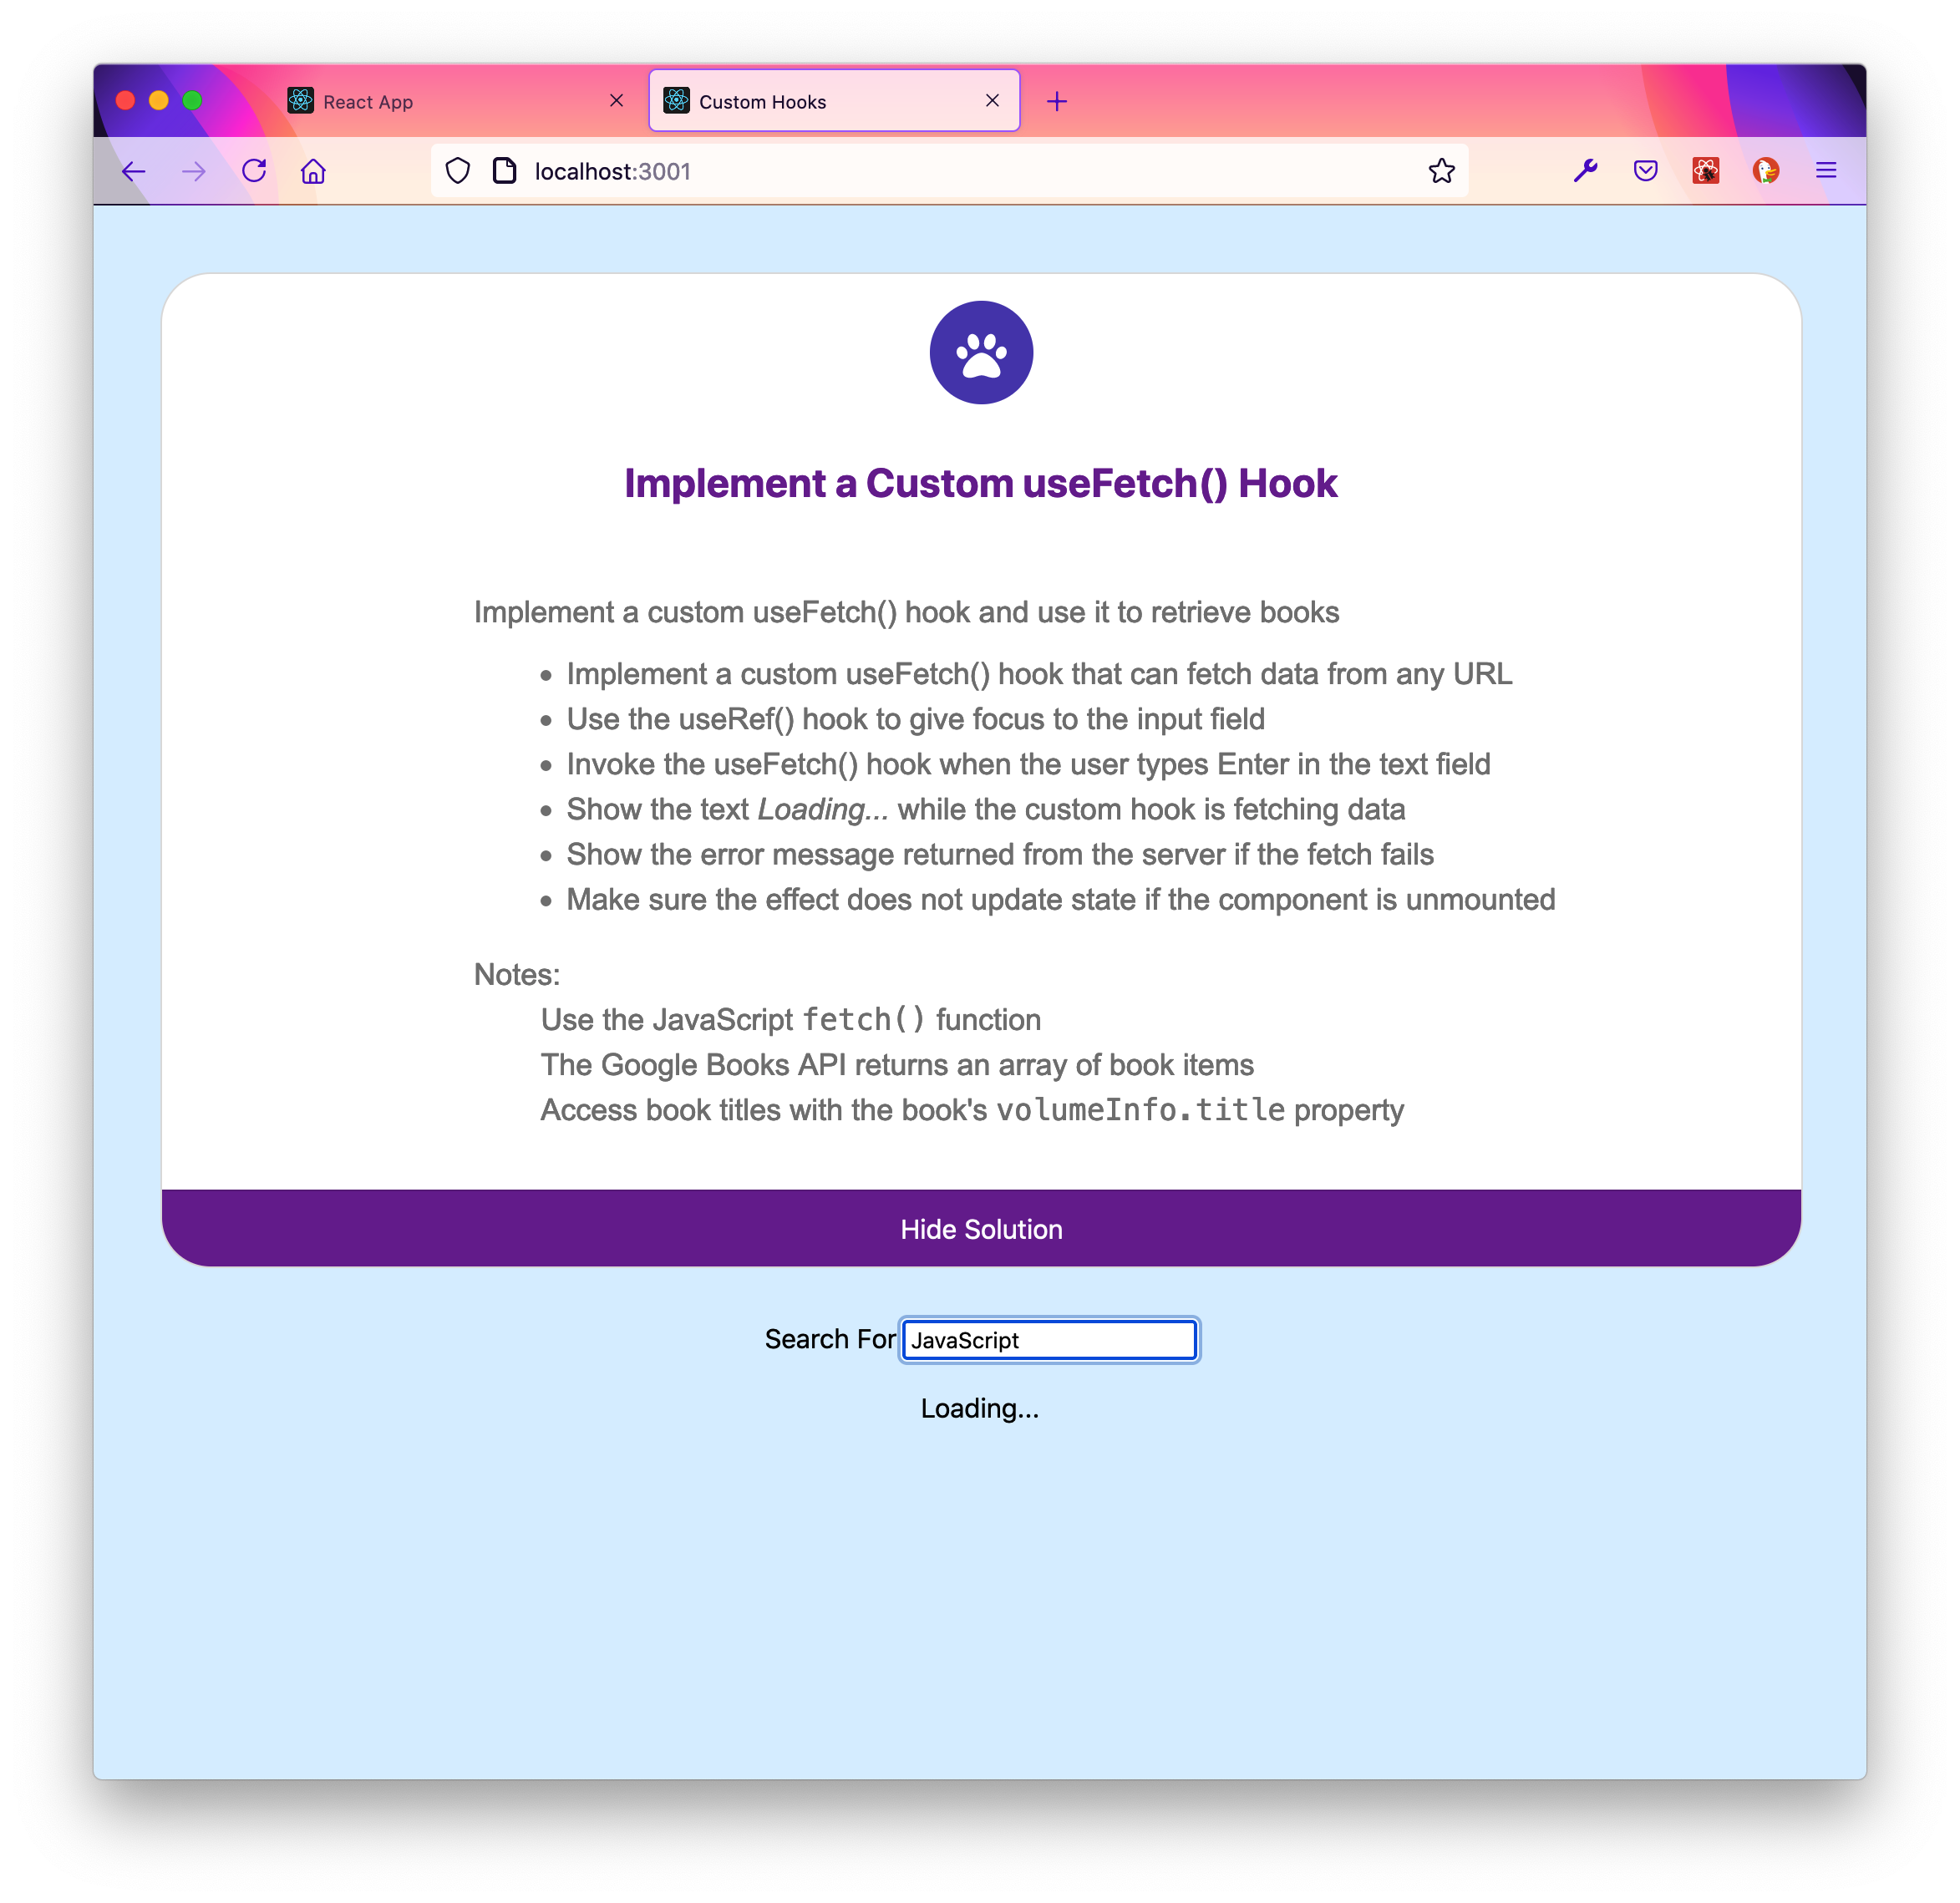 React App
Custom Hooks
localhost:3001
Implement a Custom useFetch() Hook
Implement a custom useFetch() hook and use it to retrieve books
Implement a custom useFetch() hook that can fetch data from any URL
Use the useRef() hook to give focus to the input field
Invoke the useFetch() hook when the user types Enter in the text field
Show the text Loading... while the custom hook is fetching data
Show the error message returned from the server if the fetch fails
Make sure the effect does not update state if the component is unmounted
Notes:
Use the JavaScript fetch() function
The Google Books API returns an array of book items
Access book titles with the book's volumeInfo.title property
Hide Solution
Search For JavaScript
Loading...